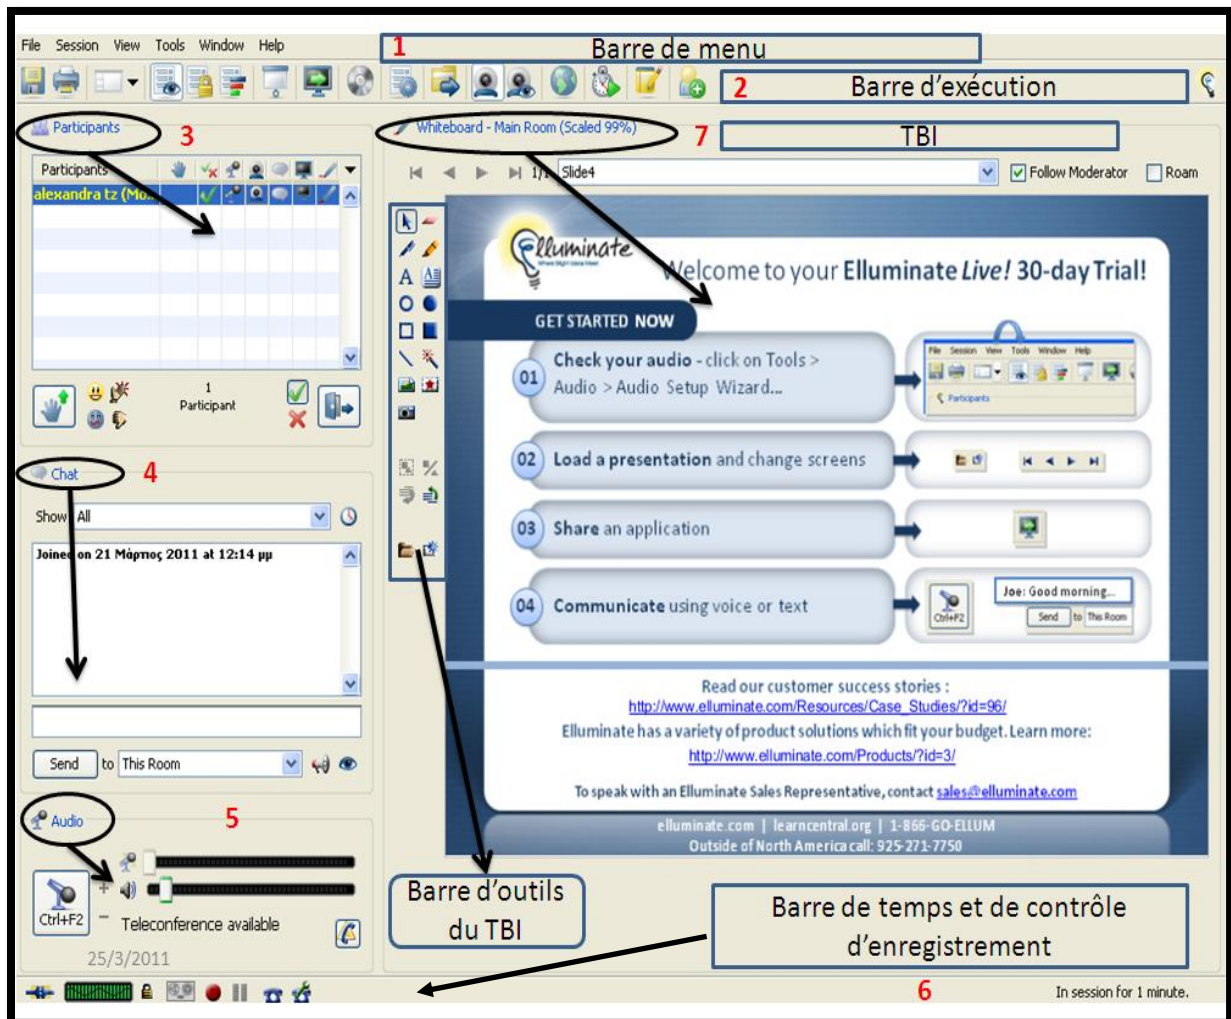 File Session View Tools Window Help
1 Barre de menu
2 Barre d'exécution
Participants 3
Participants
alexandra tz (Mo...
1
Participant
4
Chat
Show All
Joined on 21 Μάρτιος 2011 at 12:14 μμ
Send to This Room
Audio 5
Ctrl+F2
Teleconference available
25/3/2011
Whiteboard - Main Room (Scaled 99%) 7 TBI
1/1 Slide4 Follow Moderator Roam
Elluminate
Welcome to your Elluminate Live! 30-day Trial!
GET STARTED NOW
01 Check your audio - click on Tools >
Audio > Audio Setup Wizard...
File Session View Tools Window Help
Participants
02 Load a presentation and change screens
03 Share an application
04 Communicate using voice or text
Ctrl+F2
Joe: Good morning...
Send to This Room
Read our customer success stories :
http://www.elluminate.com/Resources/Case_Studies/?id=96/
Elluminate has a variety of product solutions which fit your budget. Learn more:
http://www.elluminate.com/Products/?id=3/
To speak with an Elluminate Sales Representative, contact sales@elluminate.com
elluminate.com | learncentral.org | 1-866-GO-ELLUM
Outside of North America call: 925-271-7750
Barre d'outils
du TBI
Barre de temps et de contrôle
d'enregistrement
6
In session for 1 minute.